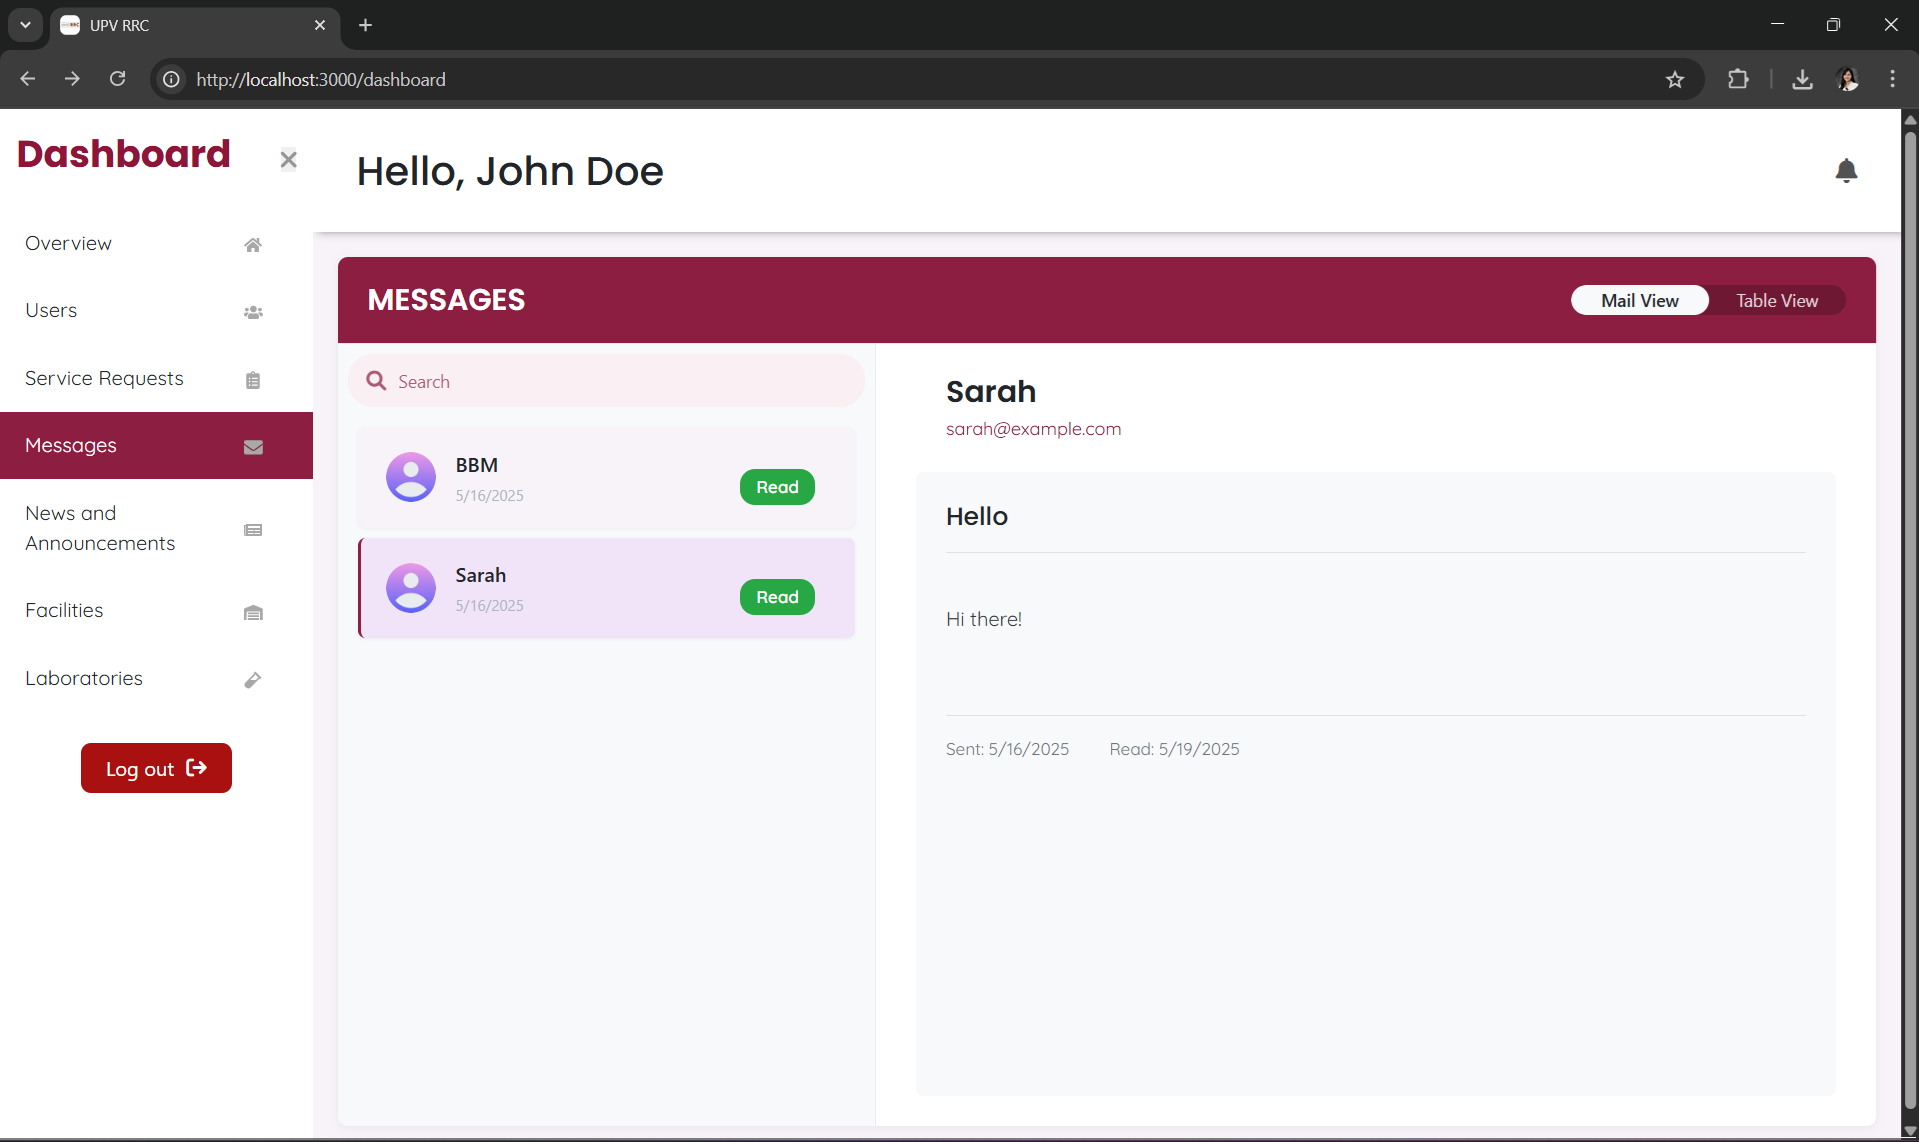 UPV RRC
http://localhost:3000/dashboard
Dashboard
Hello, John Doe
Overview
Users
Service Requests
Messages
News and
Announcements
Facilities
Laboratories
Log out
MESSAGES
Mail View
Table View
Search
BBM
5/16/2025
Read
Sarah
5/16/2025
Read
Sarah
sarah@example.com
Hello
Hi there!
Sent: 5/16/2025 Read: 5/19/2025